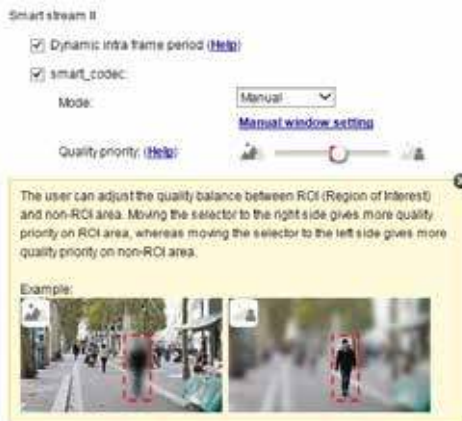 Smart stream II
Dynamic intra frame period (Help)
smart_codec:
Mode: Manual
Manual window setting
Quality priority: (Help)
The user can adjust the quality balance between ROI (Region of Interest)
and non-ROI area. Moving the selector to the right side gives more quality
priority on ROI area, whereas moving the selector to the left side gives more
quality priority on non-ROI area.
Example: